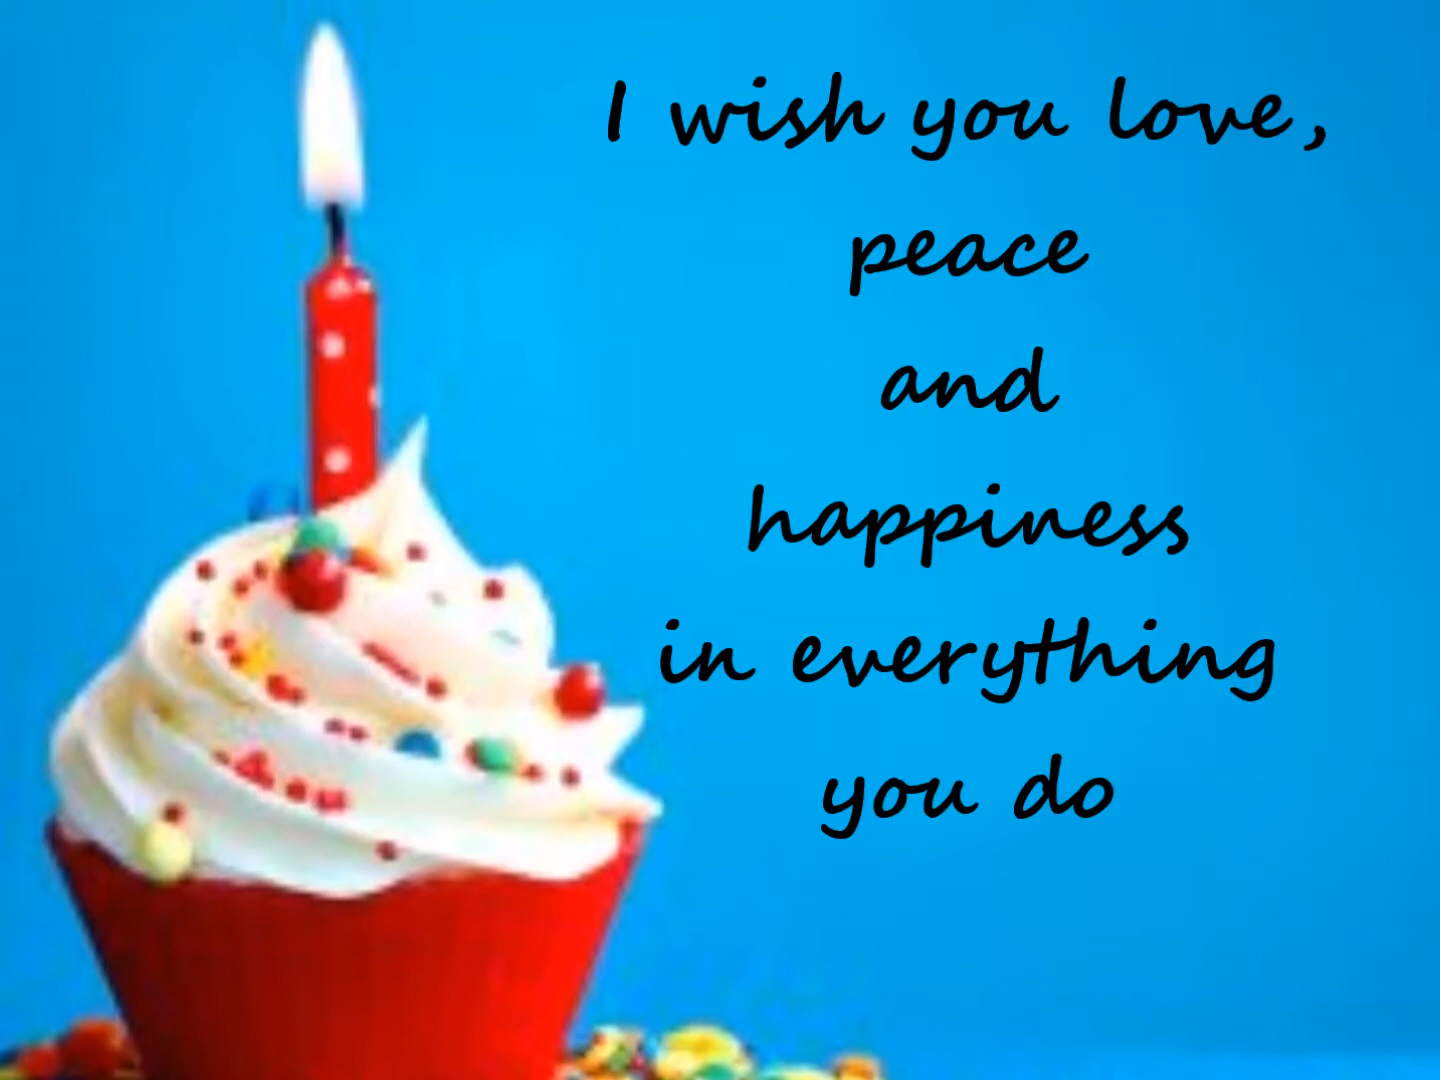 I wish you love,
peace
and
happiness
in everything
you do